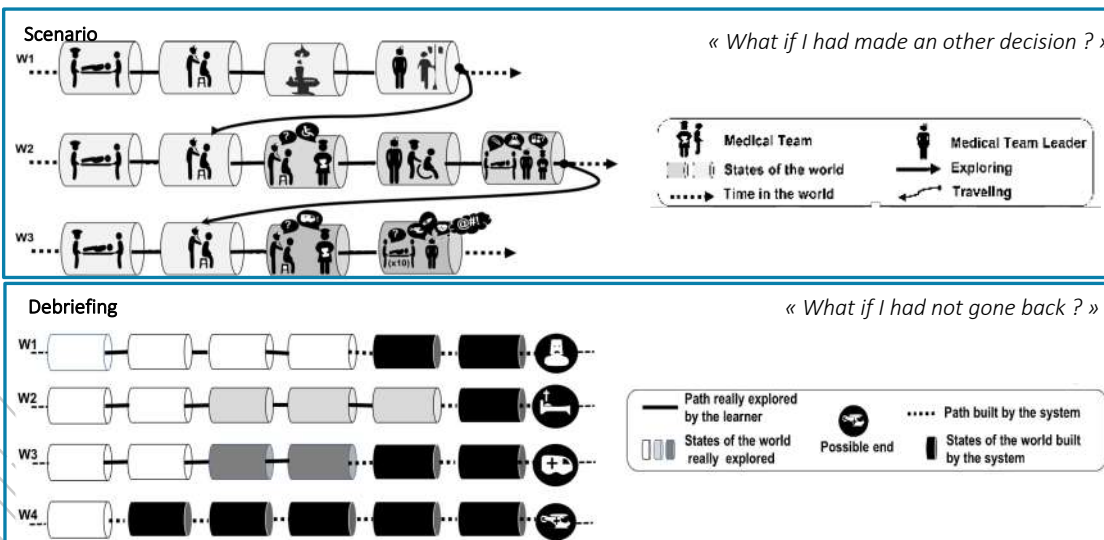 Scenario
« What if I had made an other decision ? »
W1
W2
?
Medical Team
Medical Team Leader
States of the world
Exploring
Time in the world
Traveling
W3
?
?
@#!
(x10)
Debriefing
« What if I had not gone back ? »
W1
W2
W3
W4
Path really explored
by the learner
Path built by the system
States of the world
really explored
Possible end
States of the world built
by the system